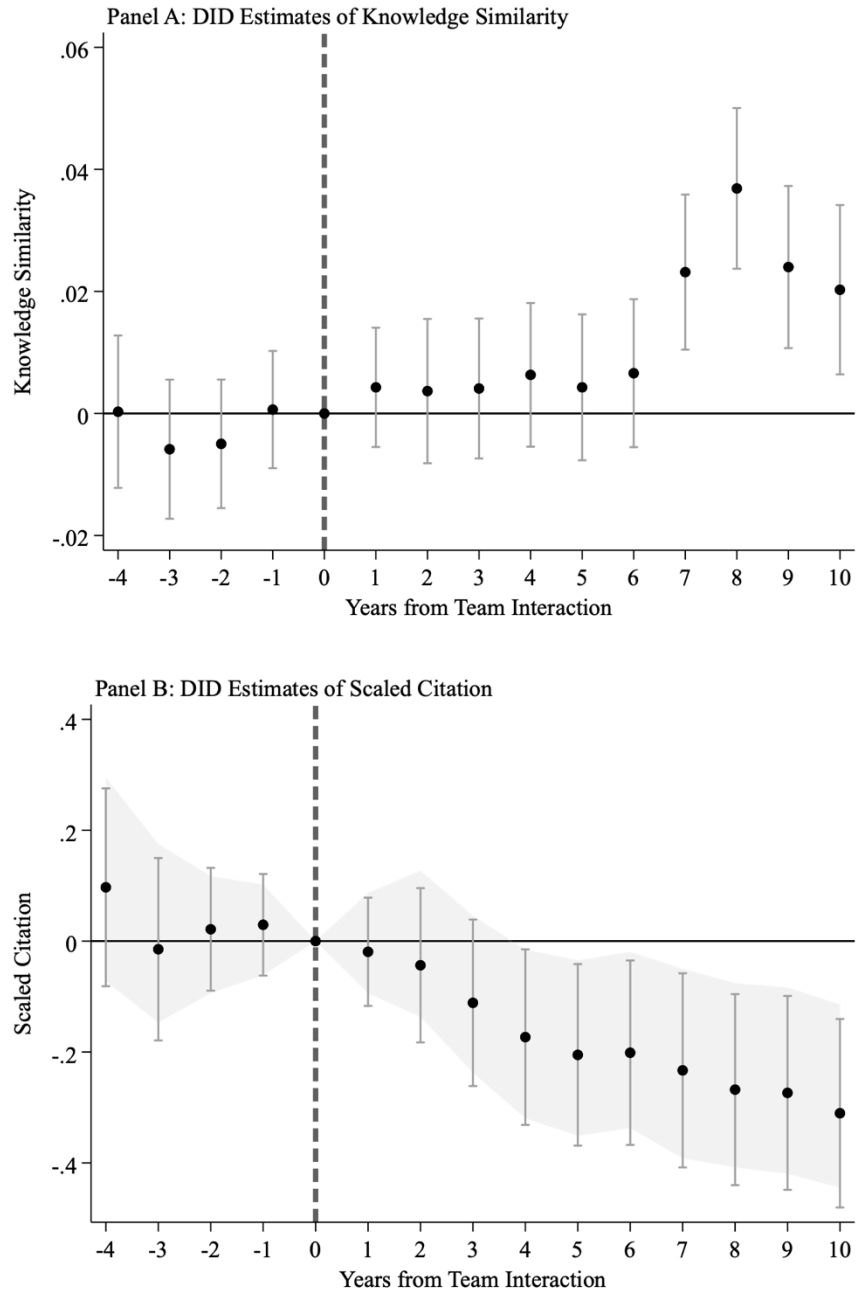 Panel A: DID Estimates of Knowledge Similarity
.06
.04
.02
0
-.02
Knowledge Similarity
-4 -3 -2 -1 0 1 2 3 4 5 6 7 8 9 10
Years from Team Interaction
Panel B: DID Estimates of Scaled Citation
.4
.2
0
-.2
-.4
Scaled Citation
-4 -3 -2 -1 0 1 2 3 4 5 6 7 8 9 10
Years from Team Interaction